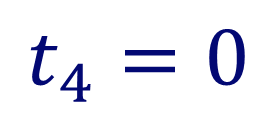 t₄ = 0